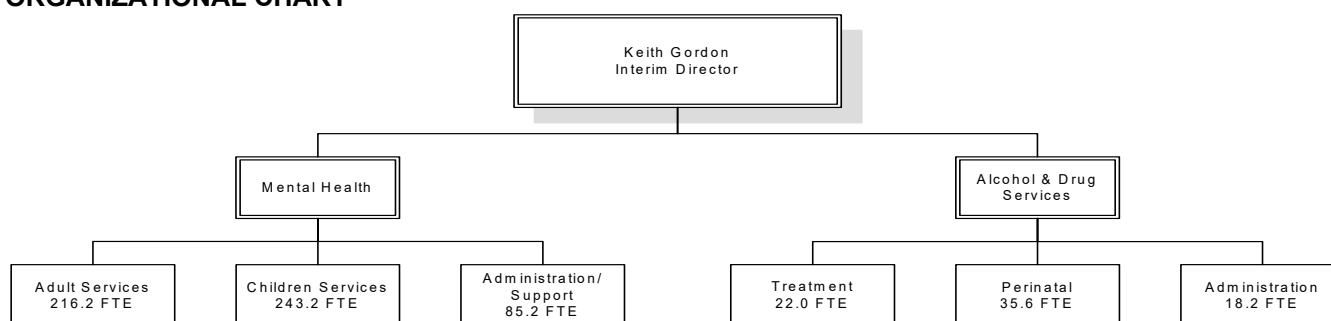 ORGANIZATIONAL CHART
Keith Gordon
Interim Director
Mental Health
Alcohol & Drug
Services
Adult Services
216.2 FTE
Children Services
243.2 FTE
Administration/
Support
85.2 FTE
Treatment
22.0 FTE
Perinatal
35.6 FTE
Administration
18.2 FTE